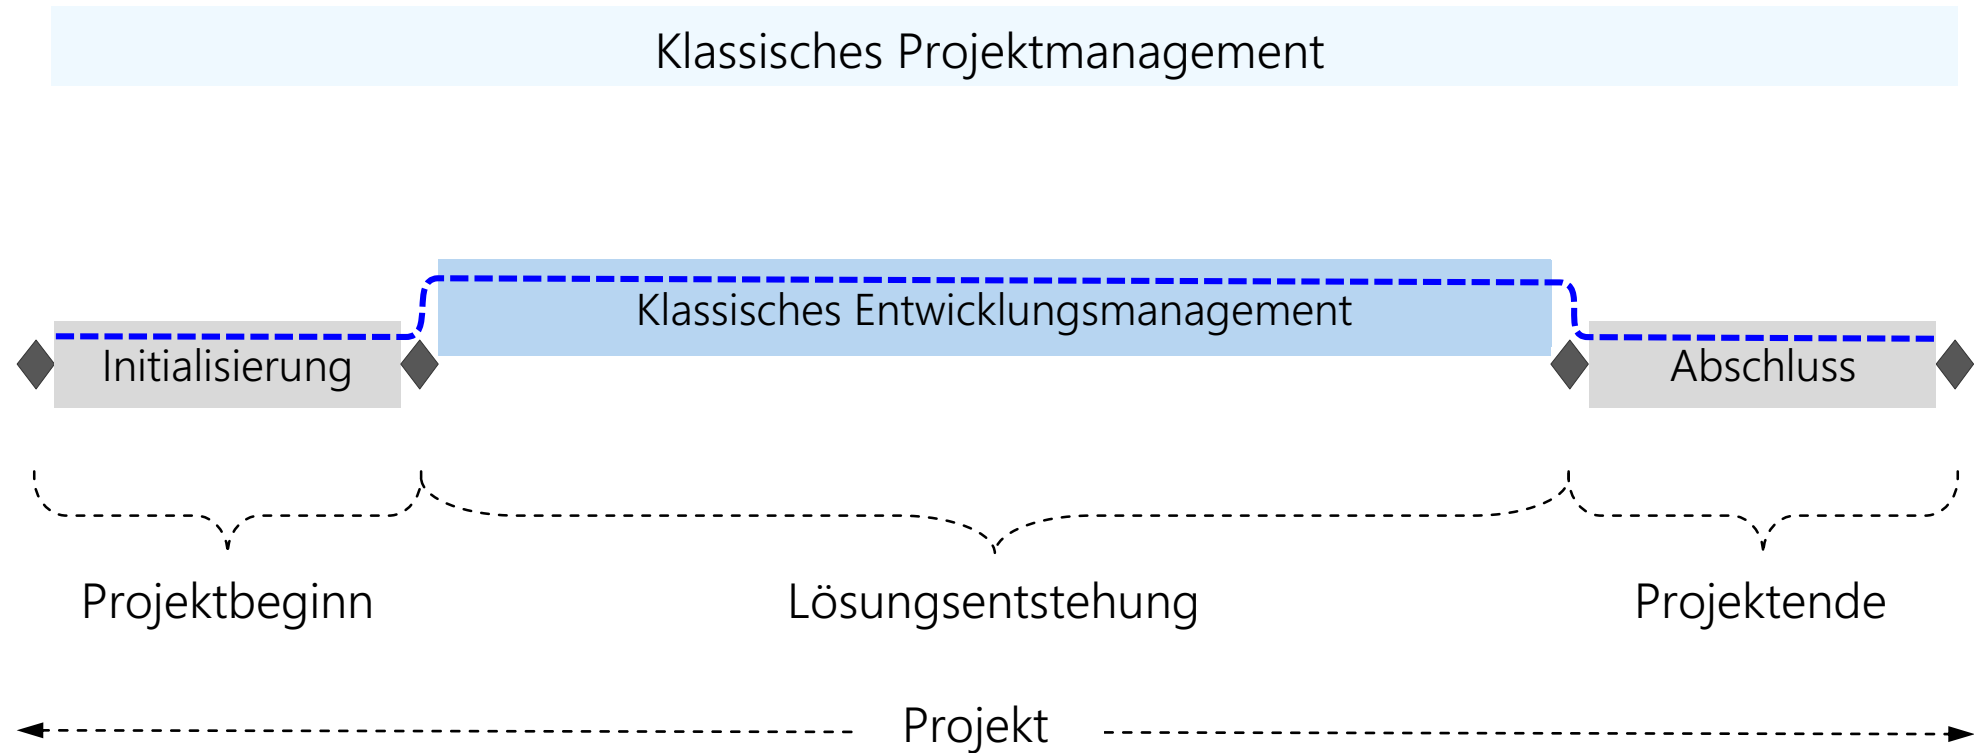 Klassisches Projektmanagement
Klassisches Entwicklungsmanagement
Initialisierung
Abschluss
Projektbeginn
Lösungsentstehung
Projektende
Projekt